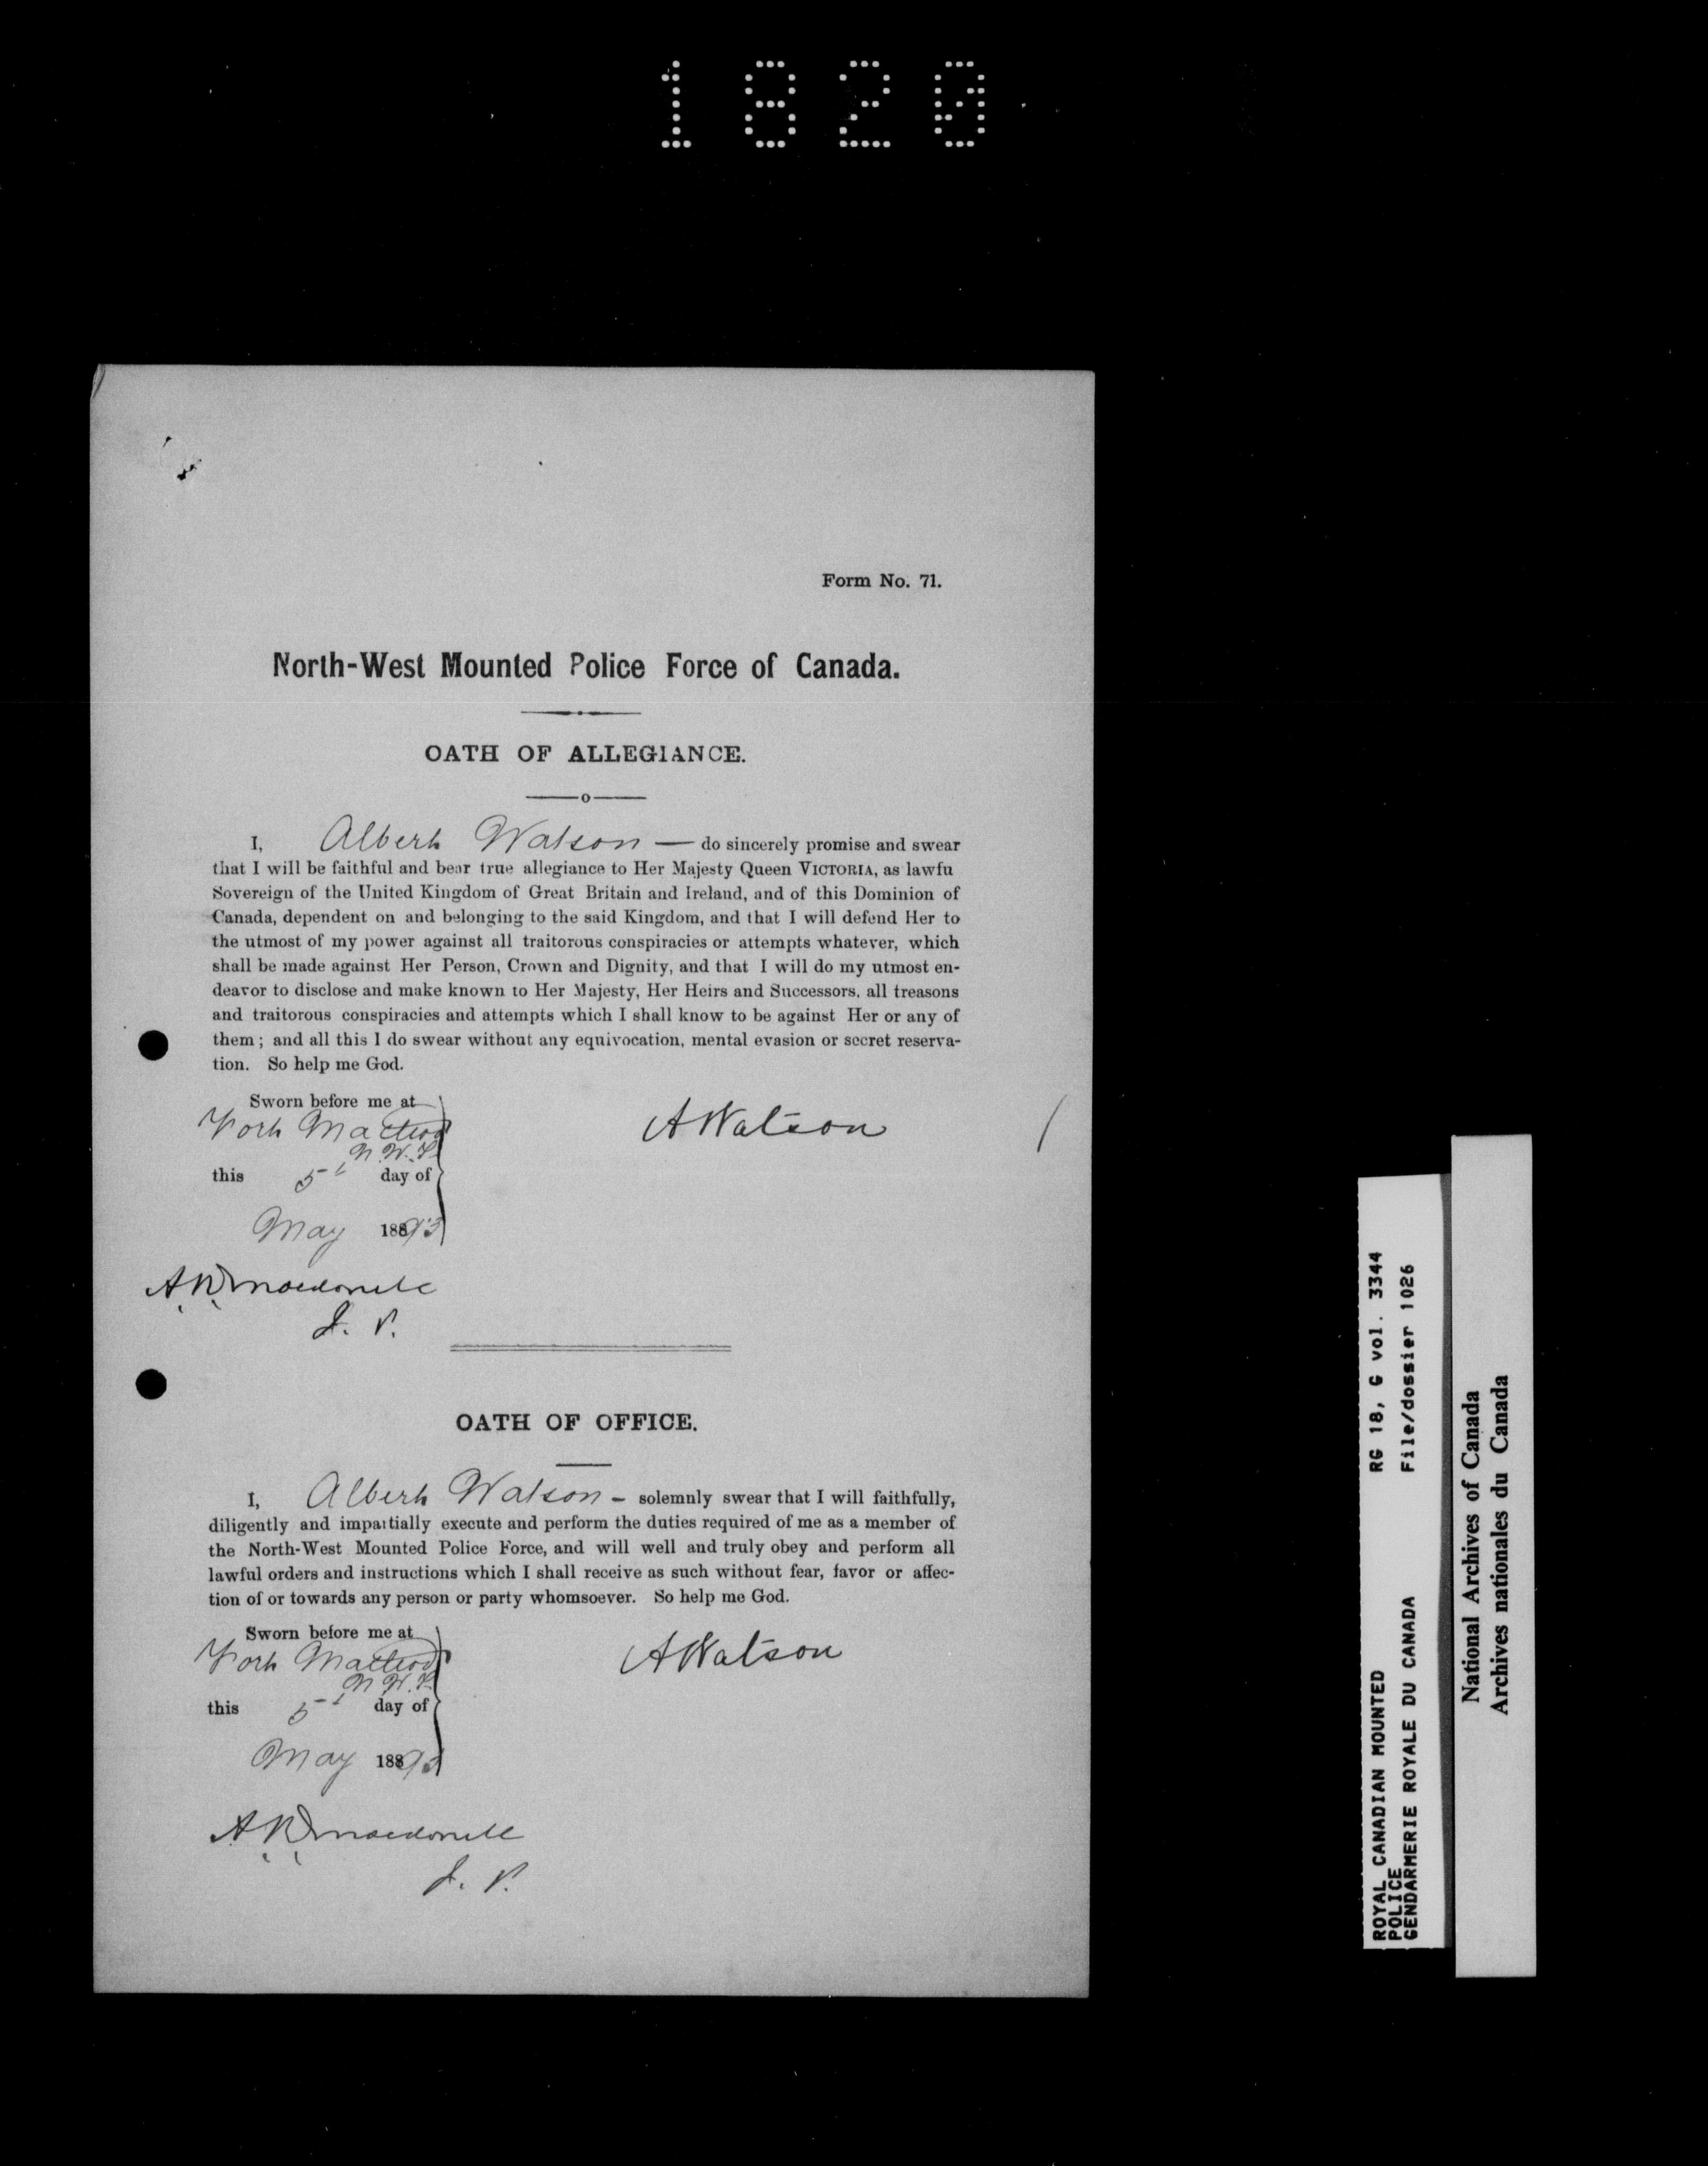 1820
Form No. 71.
North-West Mounted Police Force of Canada.
OATH OF ALLEGIANCE.
I, Albert Watson — do sincerely promise and swear
that I will be faithful and bear true allegiance to Her Majesty Queen VICTORIA, as lawfu
Sovereign of the United Kingdom of Great Britain and Ireland, and of this Dominion of
Canada, dependent on and belonging to the said Kingdom, and that I will defend Her to
the utmost of my power against all traitorous conspiracies or attempts whatever, which
shall be made against Her Person, Crown and Dignity, and that I will do my utmost en-
deavor to disclose and make known to Her Majesty, Her Heirs and Successors, all treasons
and traitorous conspiracies and attempts which I shall know to be against Her or any of
them; and all this I do swear without any equivocation, mental evasion or secret reserva-
tion. So help me God.
Sworn before me at
Fort Macleod
N.W.T.
A Watson
this 5t day of
May 18893
A. R. Macdonell
J. P.
OATH OF OFFICE.
I, Albert Watson - solemnly swear that I will faithfully,
diligently and impartially execute and perform the duties required of me as a member of
the North-West Mounted Police Force, and will well and truly obey and perform all
lawful orders and instructions which I shall receive as such without fear, favor or affec-
tion of or towards any person or party whomsoever. So help me God.
Sworn before me at
Fort Macleod
N.W.T.
A Watson
this 5t day of
May 18893
A. R. Macdonell
J. P.
ROYAL CANADIAN MOUNTED RG 18, G vol. 3344
POLICE
GENDARMERIE ROYALE DU CANADA File/dossier 1026
National Archives of Canada
Archives nationales du Canada